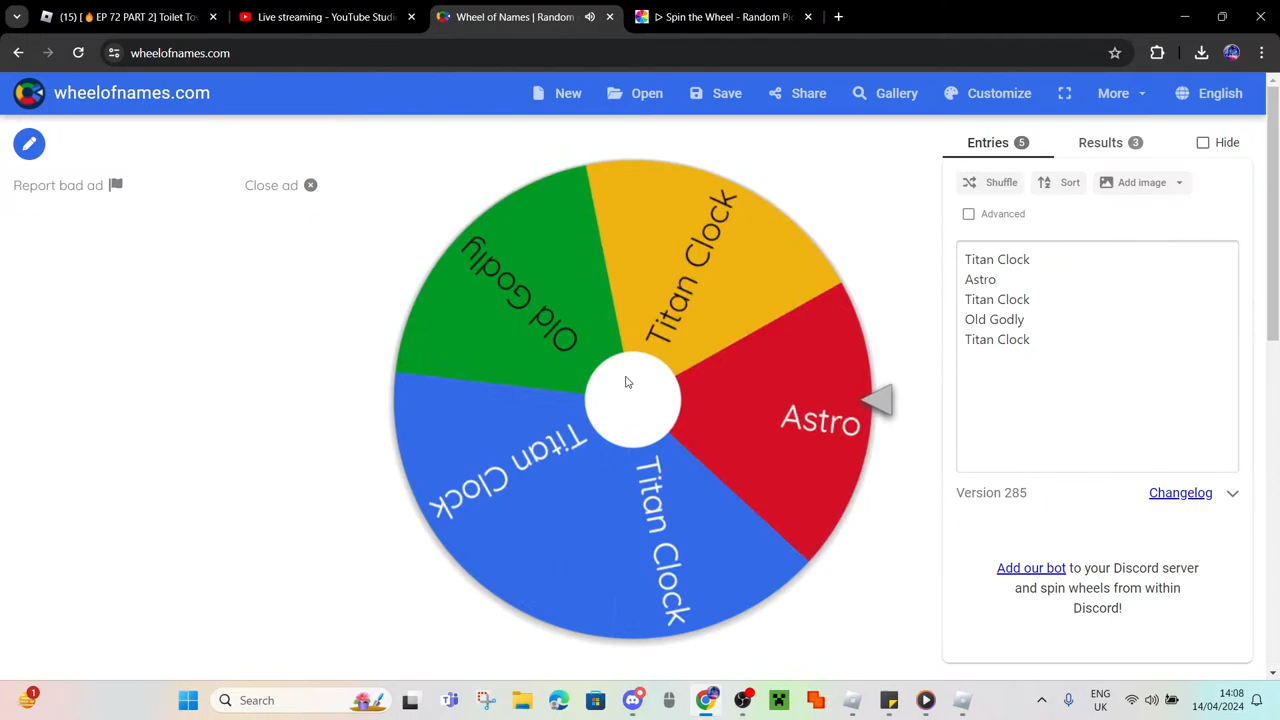 (15) [🔥EP 72 PART 2] Toilet To
Live streaming - YouTube Studi
Wheel of Names | Random
Spin the Wheel - Random Pic
wheelofnames.com
wheelofnames.com
New
Open
Save
Share
Gallery
Customize
More
English
Report bad ad
Close ad
Entries 5
Results 3
Hide
Shuffle
Sort
Add image
Advanced
Titan Clock
Astro
Titan Clock
Old Godly
Titan Clock
Old Godly
Titan Clock
Astro
Titan Clock
Titan Clock
Version 285
Changelog
Add our bot to your Discord server
and spin wheels from within
Discord!
1
Search
ENG
UK
14:08
14/04/2024